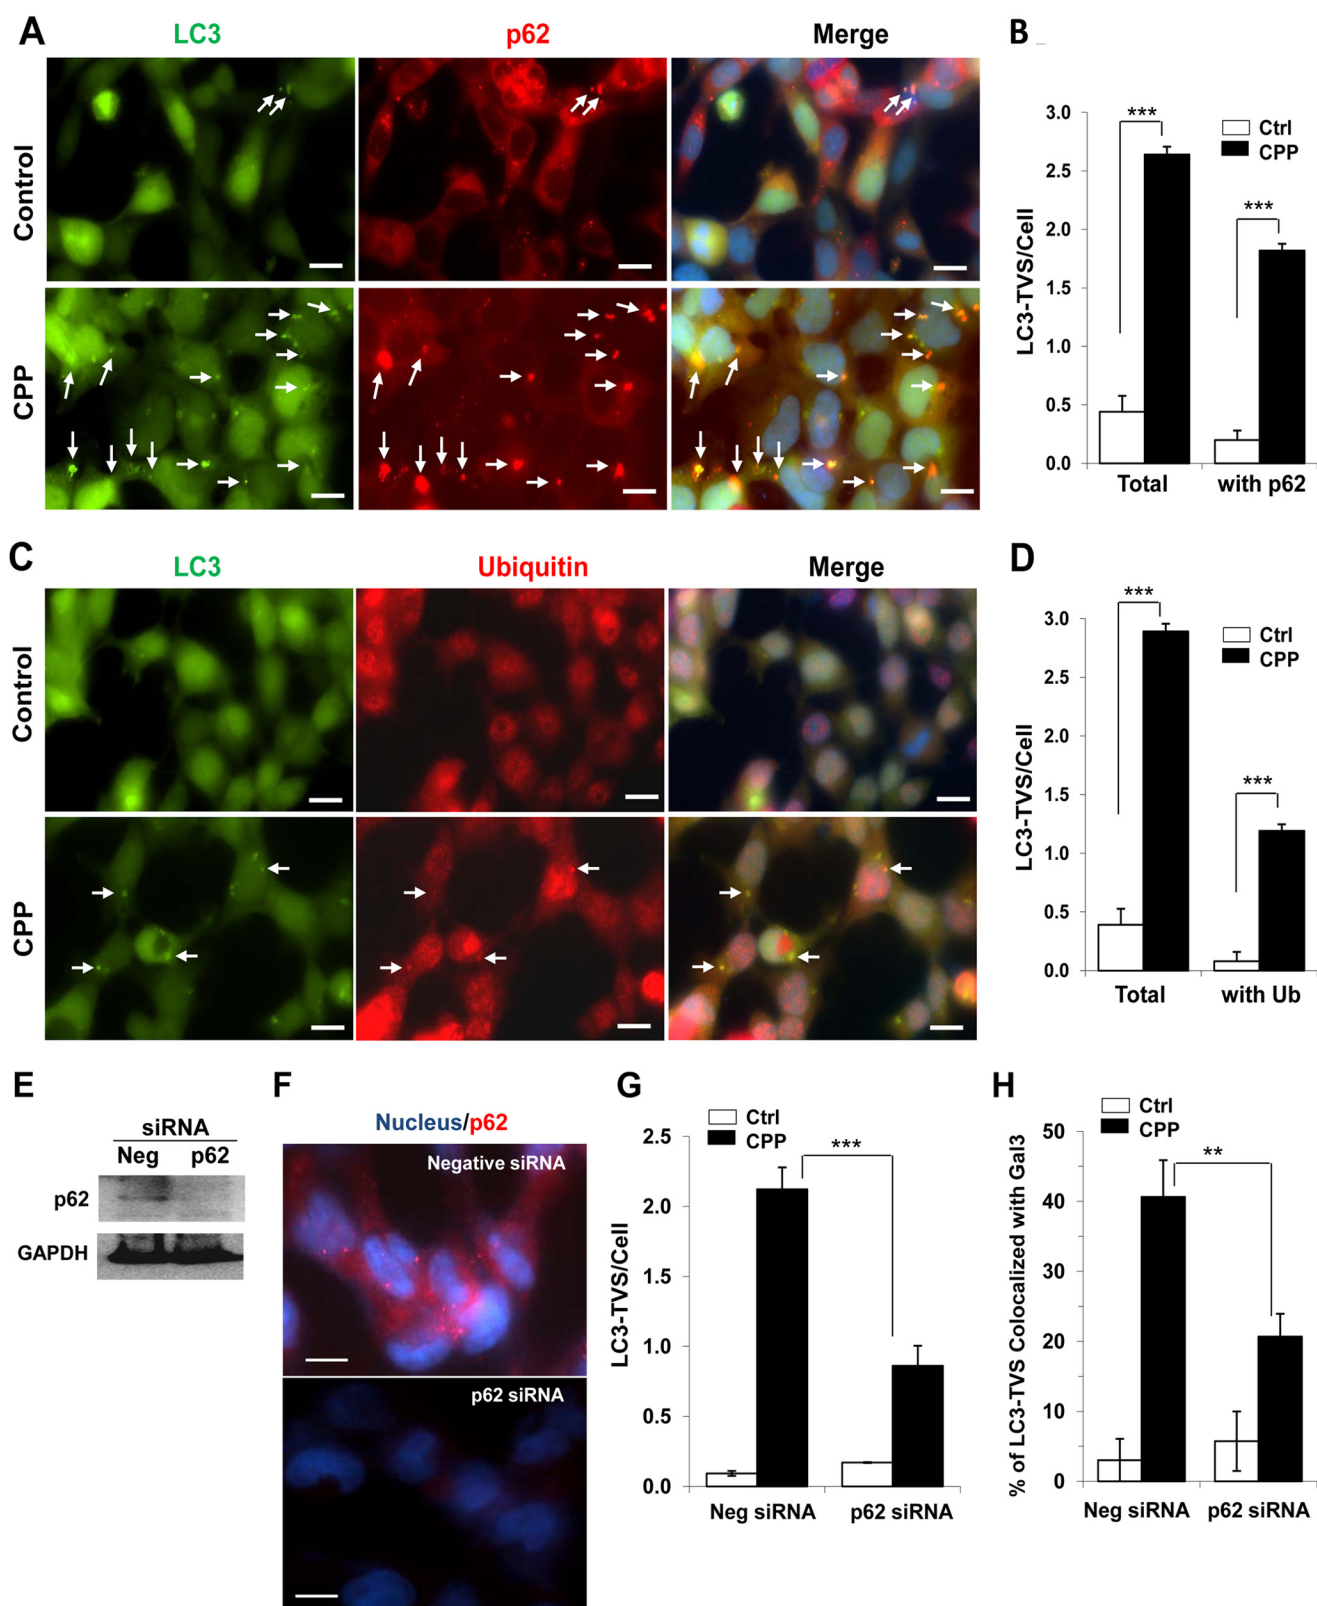 A
LC3
p62
Merge
Control
CPP
B
LC3-TVS/Cell
3.0
2.5
2.0
1.5
1.0
0.5
0.0
***
***
Ctrl
CPP
Total
with p62
C
LC3
Ubiquitin
Merge
Control
CPP
D
LC3-TVS/Cell
3.0
2.5
2.0
1.5
1.0
0.5
0.0
***
***
Ctrl
CPP
Total
with Ub
E
siRNA
Neg p62
p62
GAPDH
F
Nucleus/p62
Negative siRNA
p62 siRNA
G
Ctrl
CPP
LC3-TVS/Cell
2.5
2.0
1.5
1.0
0.5
0.0
***
Neg siRNA
p62 siRNA
H
Ctrl
CPP
% of LC3-TVS Colocalized with Gal3
50
40
30
20
10
0
**
Neg siRNA
p62 siRNA